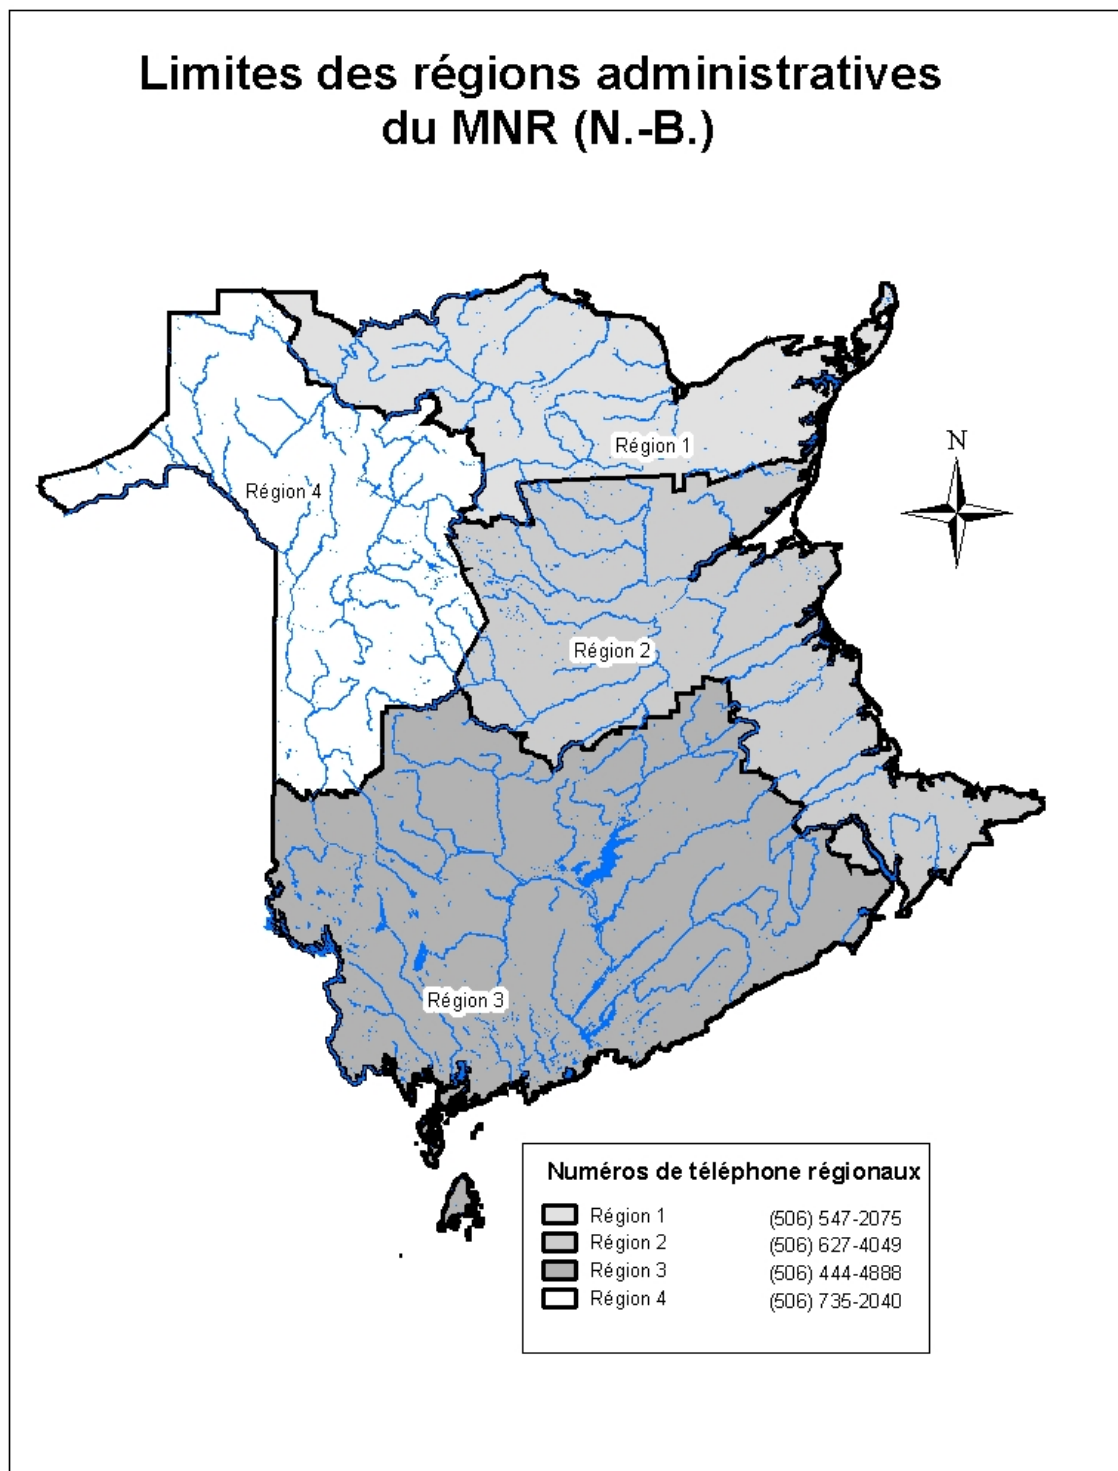 Limites des régions administratives
du MNR (N.-B.)
N
Région 1
Région 4
Région 2
Région 3
Numéros de téléphone régionaux
Région 1 (506) 547-2075
Région 2 (506) 627-4049
Région 3 (506) 444-4888
Région 4 (506) 735-2040